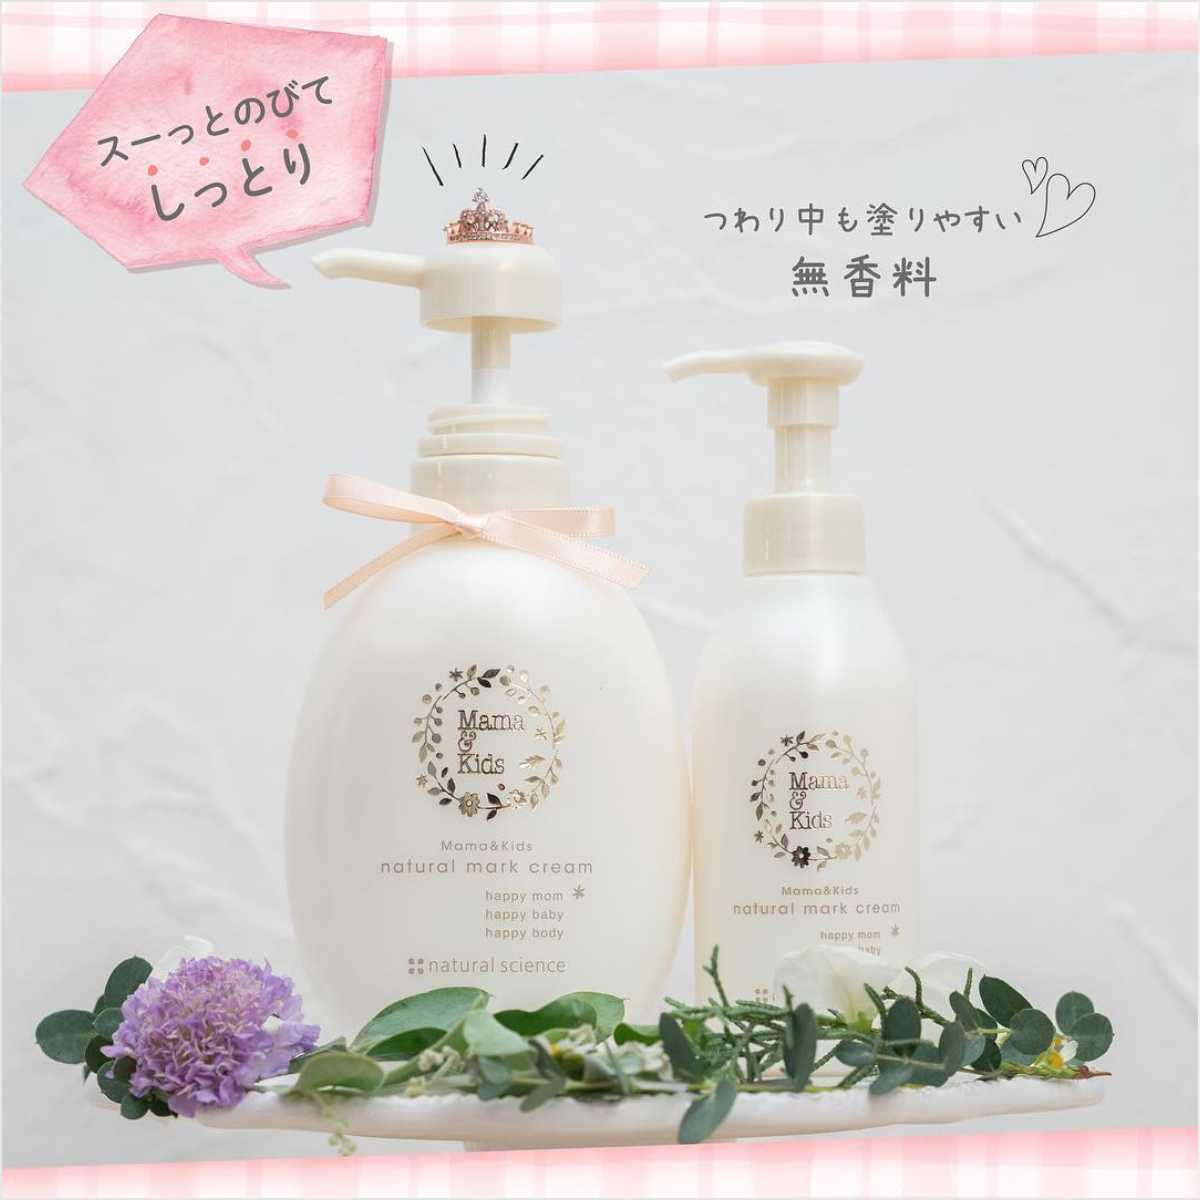 スーっとのびて
しっとり
つわり中も塗りやすい
無香料
Mama
&
Kids
Mama&Kids
natural mark cream
happy mom
happy baby
happy body
natural science
Mama
&
Kids
Mama&Kids
natural mark cream
happy mom
baby